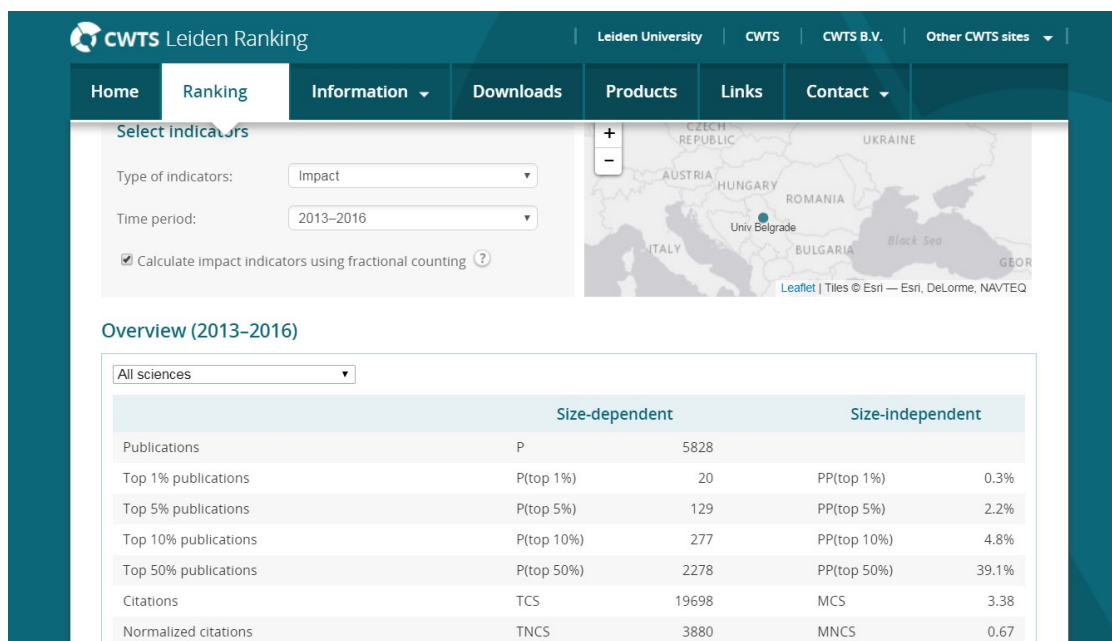 CWTS Leiden Ranking
Leiden University CWTS CWTS B.V. Other CWTS sites
Home Ranking Information Downloads Products Links Contact
Select indicators
Type of indicators: Impact
Time period: 2013–2016
Calculate impact indicators using fractional counting ?
+
−
CZECH
REPUBLIC
UKRAINE
AUSTRIA
HUNGARY
ROMANIA
Univ Belgrade
ITALY
BULGARIA
Black Sea
GEOR
Leaflet | Tiles © Esri — Esri, DeLorme, NAVTEQ
Overview (2013–2016)
All sciences
Size-dependent Size-independent
Publications P 5828
Top 1% publications P(top 1%) 20 PP(top 1%) 0.3%
Top 5% publications P(top 5%) 129 PP(top 5%) 2.2%
Top 10% publications P(top 10%) 277 PP(top 10%) 4.8%
Top 50% publications P(top 50%) 2278 PP(top 50%) 39.1%
Citations TCS 19698 MCS 3.38
Normalized citations TNCS 3880 MNCS 0.67